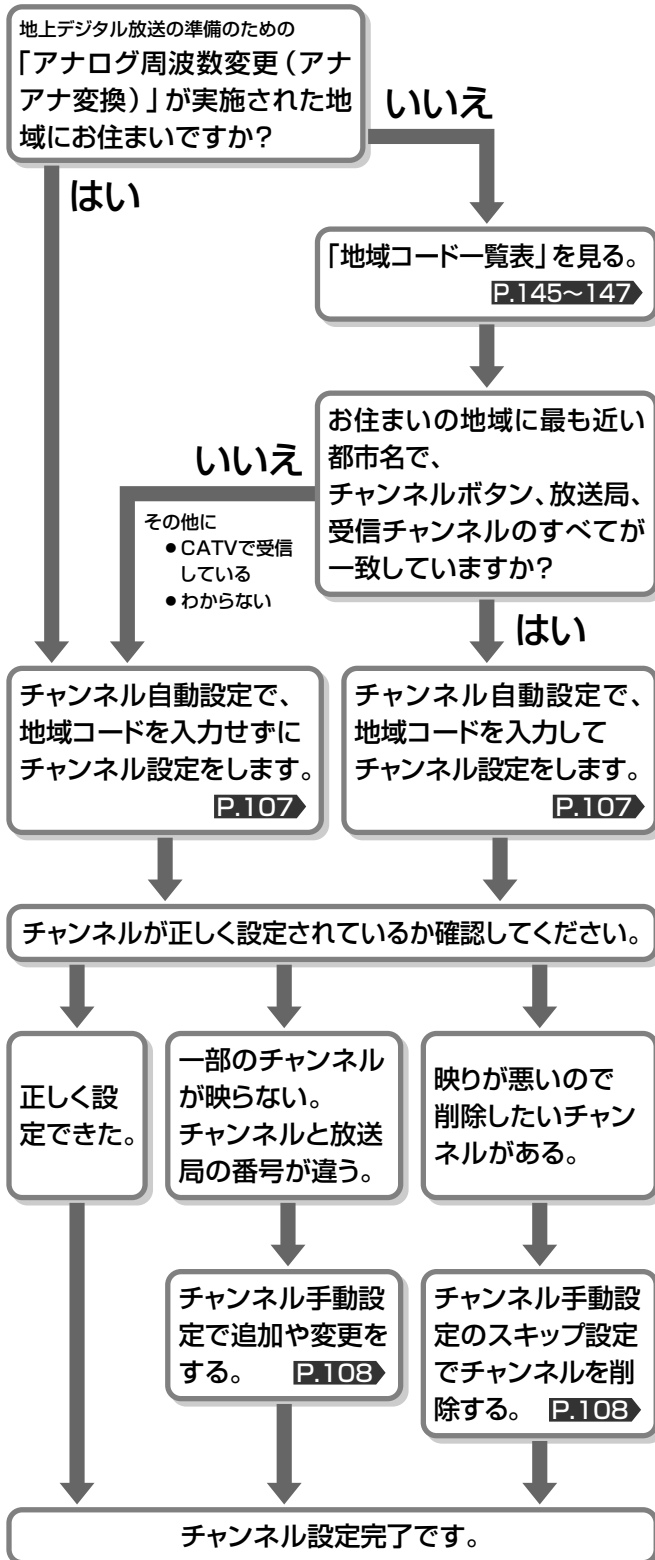 地上デジタル放送の準備のための
「アナログ周波数変更(アナ
アナ変換)」が実施された地
域にお住まいですか?
いいえ
はい
「地域コード一覧表」を見る。
P.145~147
お住まいの地域に最も近い
都市名で、
チャンネルボタン、放送局、
受信チャンネルのすべてが
一致していますか?
いいえ
その他に
●CATVで受信
している
●わからない
はい
チャンネル自動設定で、
地域コードを入力せずに
チャンネル設定をします。
P.107
チャンネル自動設定で、
地域コードを入力して
チャンネル設定をします。
P.107
チャンネルが正しく設定されているか確認してください。
正しく設
定できた。
一部のチャンネル
が映らない。
チャンネルと放送
局の番号が違う。
映りが悪いので
削除したいチャン
ネルがある。
チャンネル手動設
定で追加や変更を
する。 P.108
チャンネル手動設
定のスキップ設定
でチャンネルを削
除する。 P.108
チャンネル設定完了です。